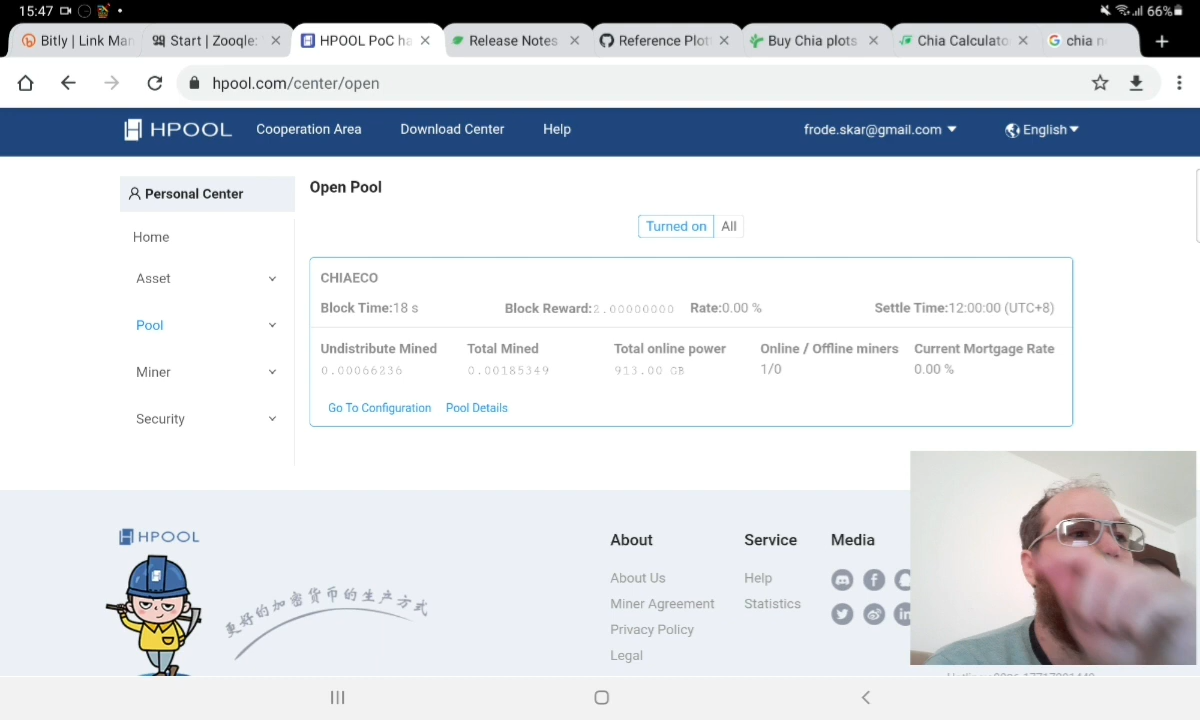 15:47 66%
Bitly | Link Man Start | Zooqle: HPOOL PoC ha Release Notes Reference Plot Buy Chia plots Chia Calculato chia n
hpool.com/center/open
HPOOL Cooperation Area Download Center Help frode.skar@gmail.com English
Personal Center
Home
Asset
Pool
Miner
Security
Open Pool
Turned on All
CHIAECO
Block Time:18 s Block Reward:2.00000000 Rate:0.00 % Settle Time:12:00:00 (UTC+8)
Undistribute Mined Total Mined Total online power Online / Offline miners Current Mortgage Rate
0.00066236 0.00185349 913.00 GB 1/0 0.00 %
Go To Configuration Pool Details
HPOOL
更好的加密货币的生产方式
About
About Us
Miner Agreement
Privacy Policy
Legal
Service
Help
Statistics
Media